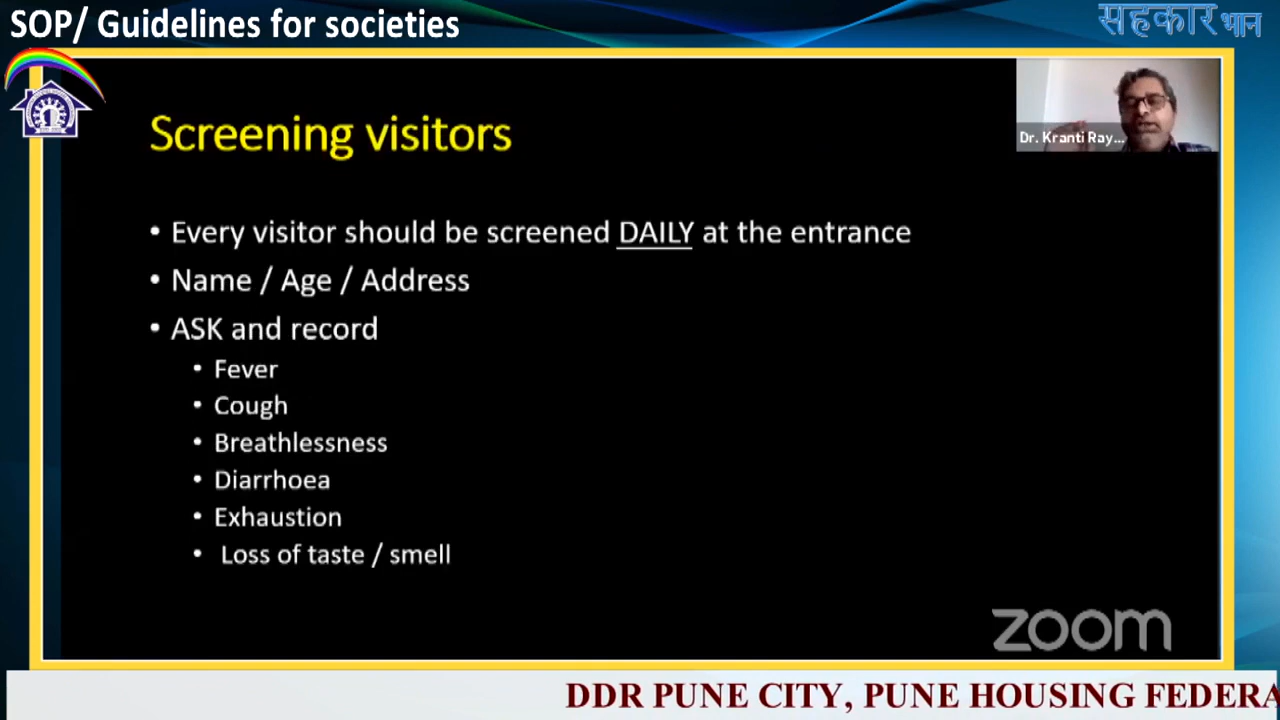 SOP/ Guidelines for societies
सहकार भान
Dr. Kranti Ray...
Screening visitors
• Every visitor should be screened DAILY at the entrance
• Name / Age / Address
• ASK and record
• Fever
• Cough
• Breathlessness
• Diarrhoea
• Exhaustion
• Loss of taste / smell
zoom
DDR PUNE CITY, PUNE HOUSING FEDERA